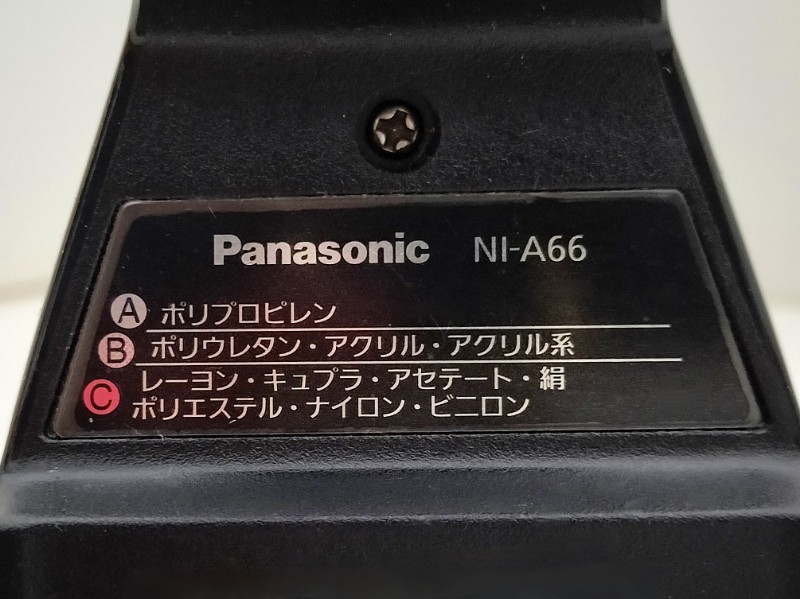 Panasonic NI-A66
A ポリプロピレン
B ポリウレタン・アクリル・アクリル系
C レーヨン・キュプラ・アセテート・絹
ポリエステル・ナイロン・ビニロン